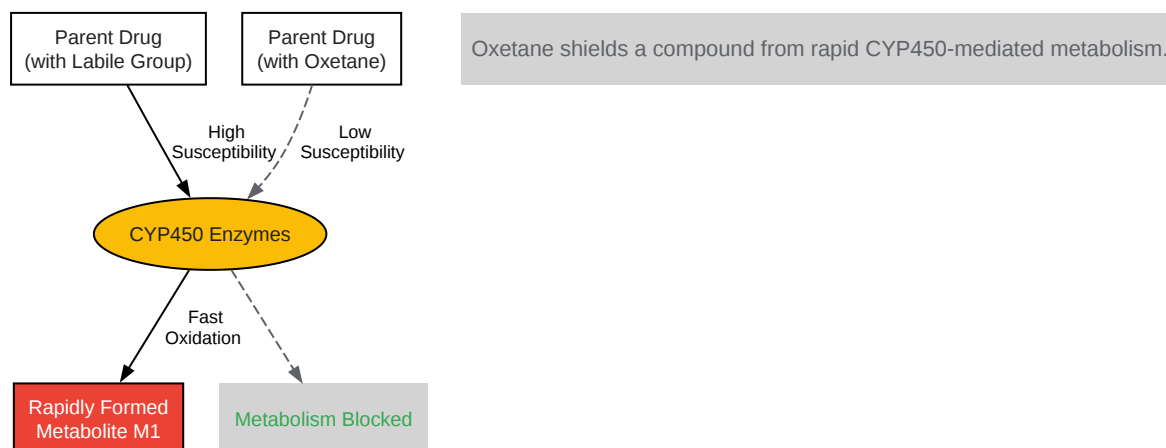 Parent Drug
(with Labile Group)
Parent Drug
(with Oxetane)
Oxetane shields a compound from rapid CYP450-mediated metabolism.
High
Susceptibility
Low
Susceptibility
CYP450 Enzymes
Fast
Oxidation
Rapidly Formed
Metabolite M1
Metabolism Blocked